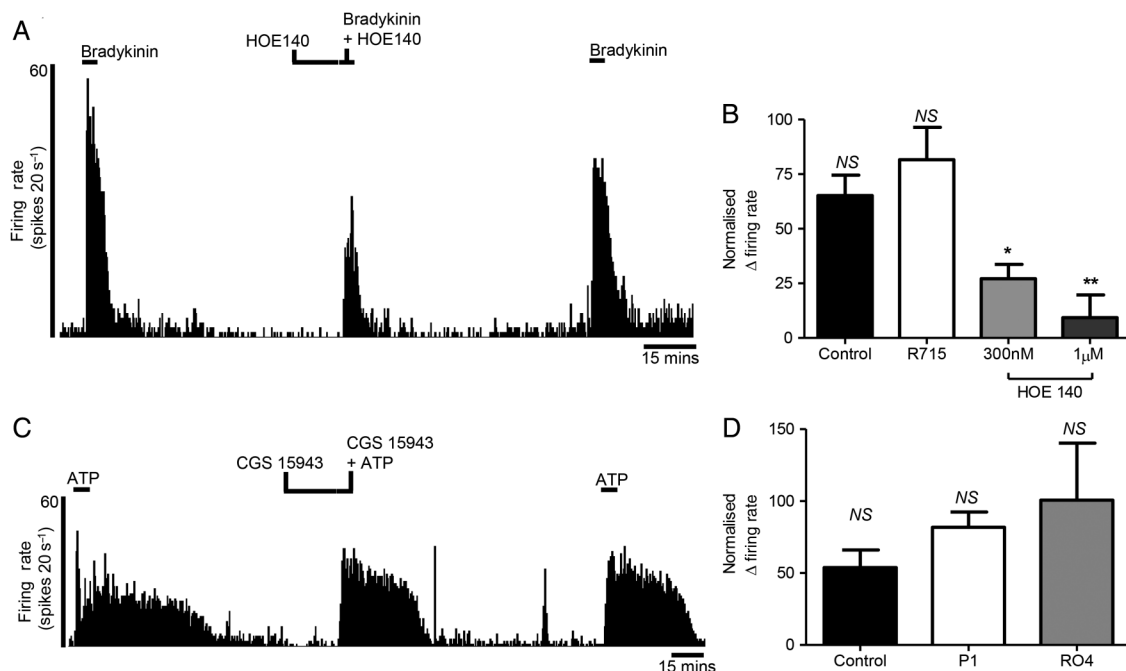 A
Bradykinin
HOE140
Bradykinin
+ HOE140
Bradykinin
60
Firing rate
(spikes 20 s⁻¹)
15 mins
B
100
75
50
25
0
Normalised
Δ firing rate
NS
NS
*
**
Control
R715
300nM
1μM
HOE 140
C
ATP
CGS 15943
CGS 15943
+ ATP
ATP
60
Firing rate
(spikes 20 s⁻¹)
15 mins
D
150
100
50
0
Normalised
Δ firing rate
NS
NS
NS
Control
P1
RO4